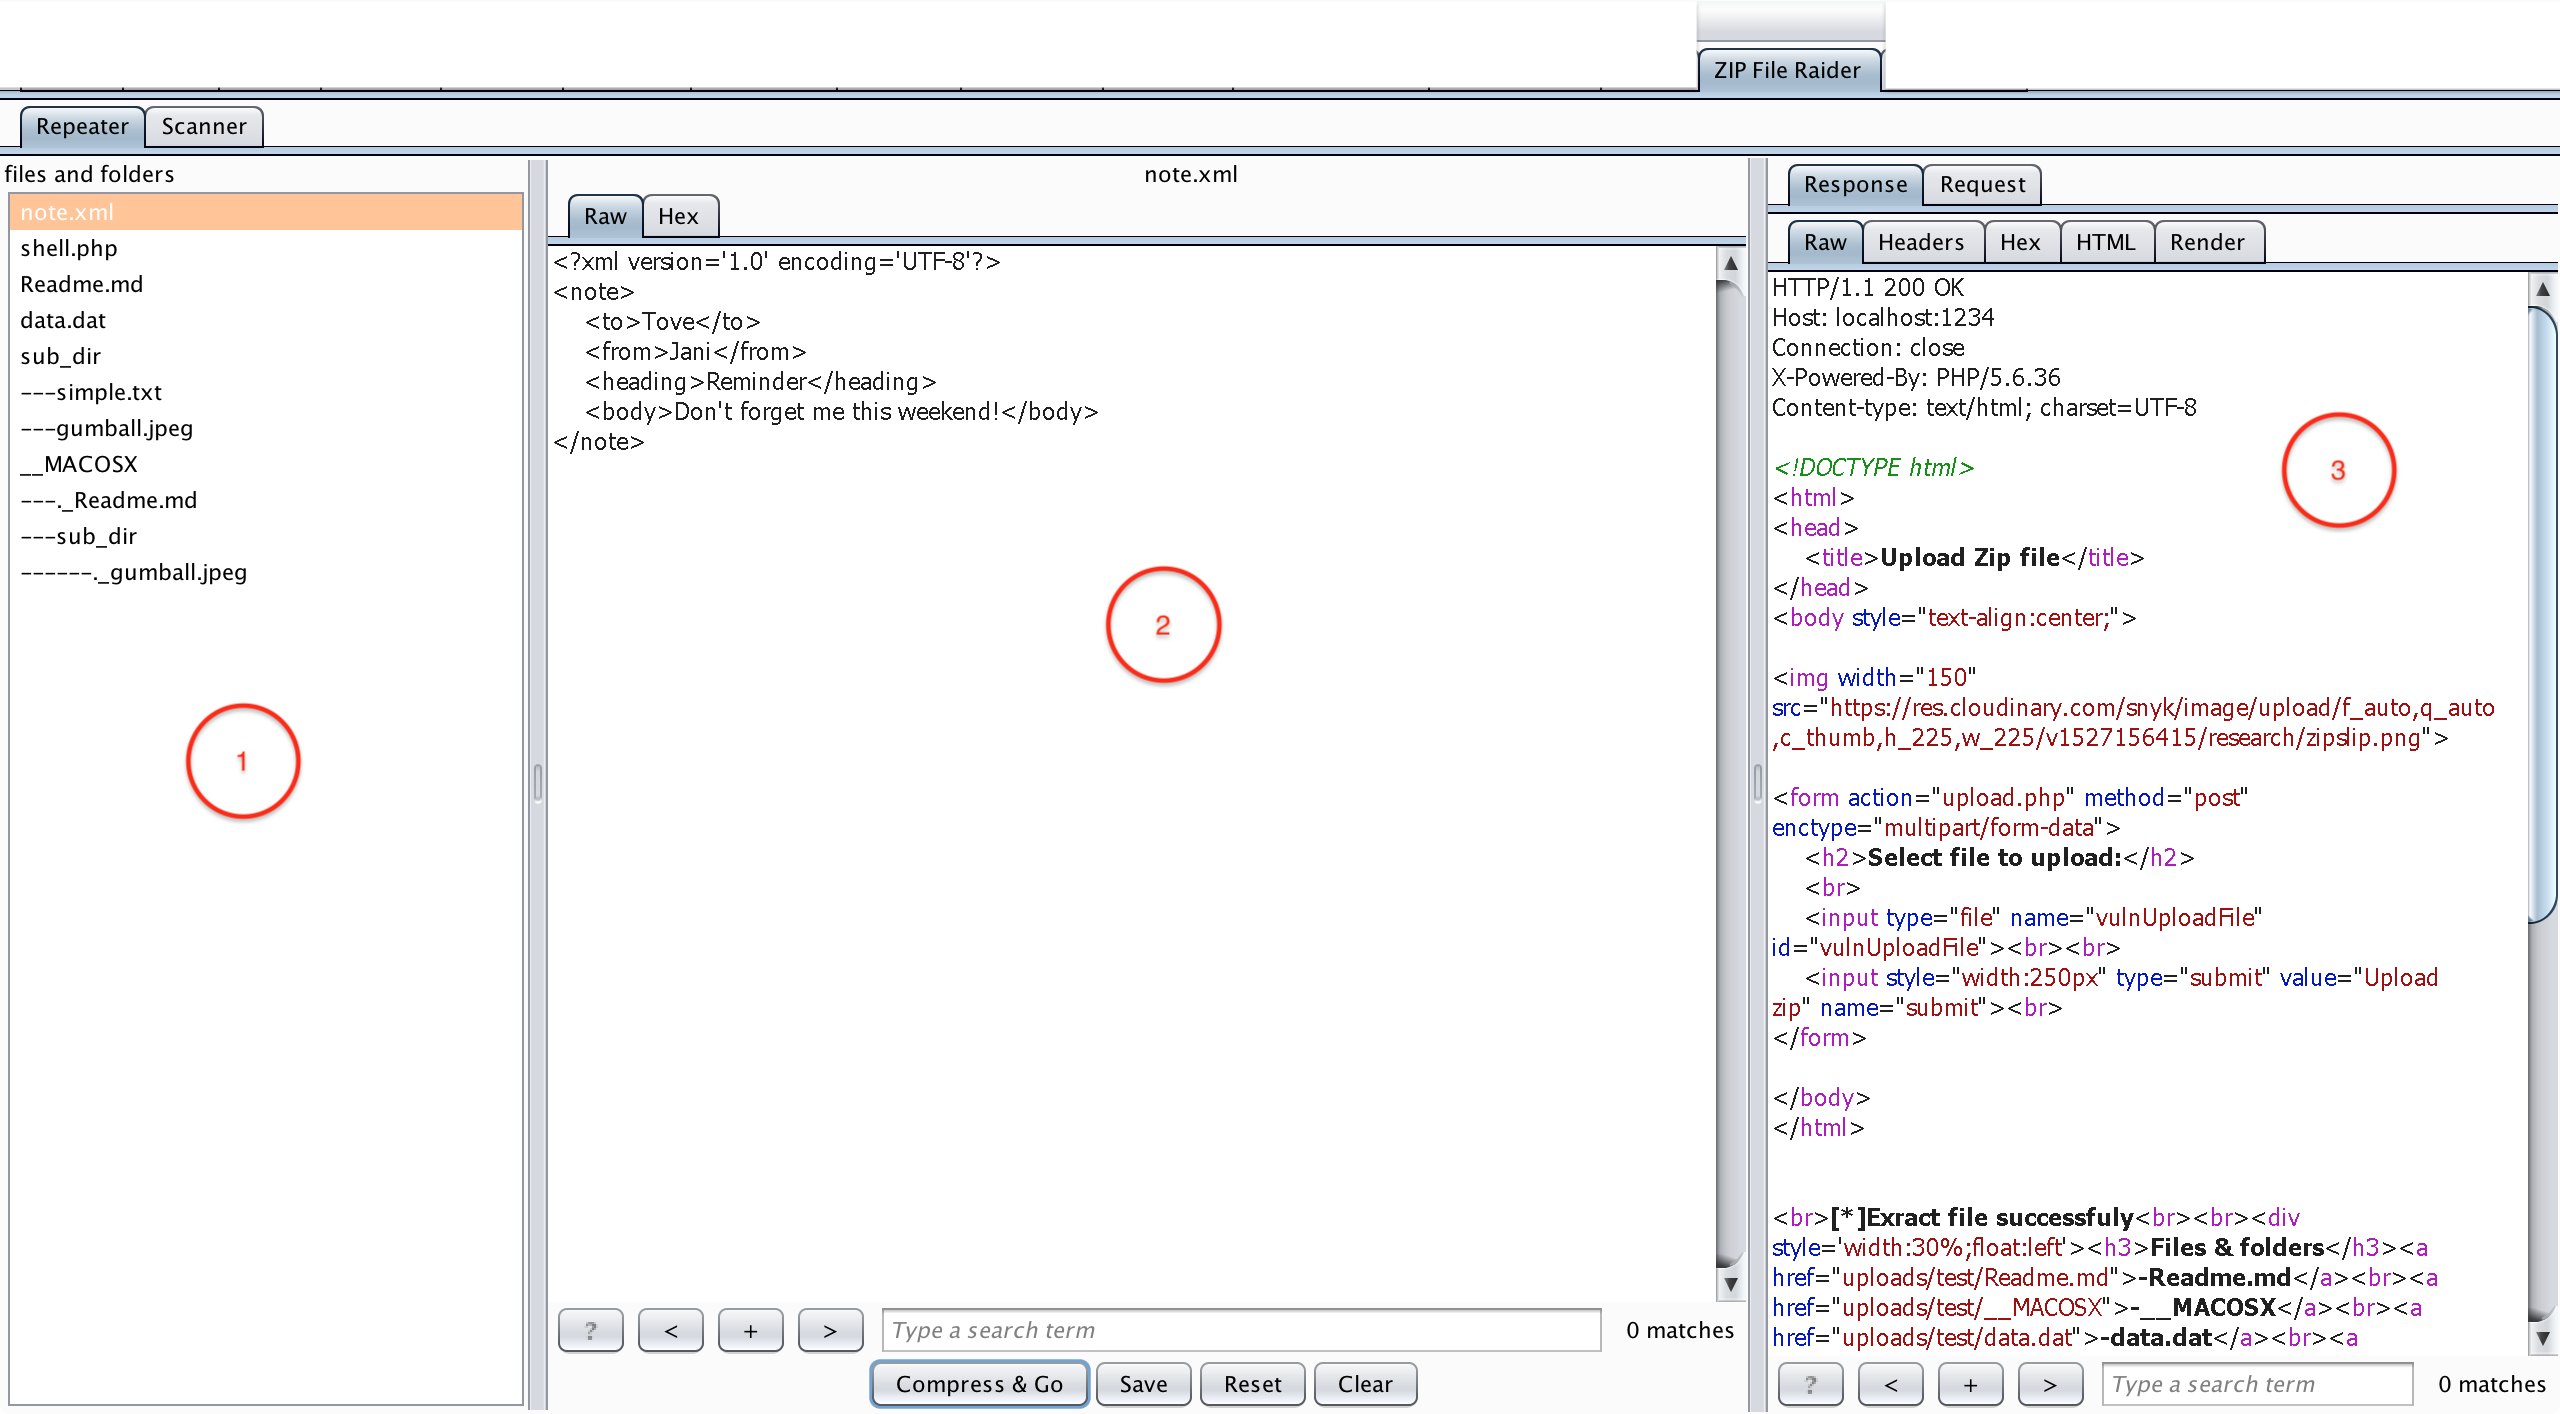 ZIP File Raider
Repeater Scanner
files and folders
note.xml
shell.php
Readme.md
data.dat
sub_dir
---simple.txt
---gumball.jpeg
__MACOSX
---._Readme.md
---sub_dir
------._gumball.jpeg
1
note.xml
Raw Hex
<?xml version='1.0' encoding='UTF-8'?>
<note>
<to>Tove</to>
<from>Jani</from>
<heading>Reminder</heading>
<body>Don't forget me this weekend!</body>
</note>
2
? < + > Type a search term 0 matches
Compress & Go Save Reset Clear
Response Request
Raw Headers Hex HTML Render
HTTP/1.1 200 OK
Host: localhost:1234
Connection: close
X-Powered-By: PHP/5.6.36
Content-type: text/html; charset=UTF-8
3
<!DOCTYPE html>
<html>
<head>
<title>Upload Zip file</title>
</head>
<body style="text-align:center;">
<img width="150"
src="https://res.cloudinary.com/snyk/image/upload/f_auto,q_auto
,c_thumb,h_225,w_225/v1527156415/research/zipslip.png">
<form action="upload.php" method="post"
enctype="multipart/form-data">
<h2>Select file to upload:</h2>
<br>
<input type="file" name="vulnUploadFile"
id="vulnUploadFile"><br><br>
<input style="width:250px" type="submit" value="Upload
zip" name="submit"><br>
</form>
</body>
</html>
<br>[*]Exract file successfuly<br><br><div
style='width:30%;float:left'><h3>Files & folders</h3><a
href="uploads/test/Readme.md">-Readme.md</a><br><a
href="uploads/test/__MACOSX">-__MACOSX</a><br><a
href="uploads/test/data.dat">-data.dat</a><br><a
? < + > Type a search term 0 matches